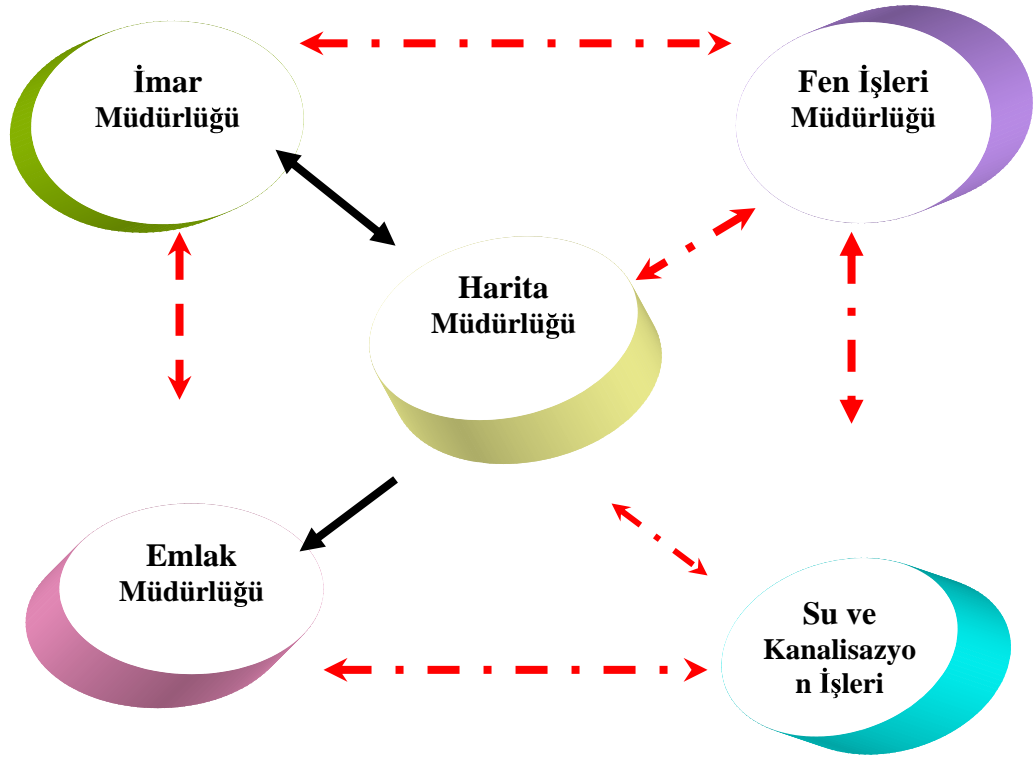 İmar
Müdürlüğü
Fen İşleri
Müdürlüğü
Harita
Müdürlüğü
Emlak
Müdürlüğü
Su ve
Kanalisazyo
n İşleri